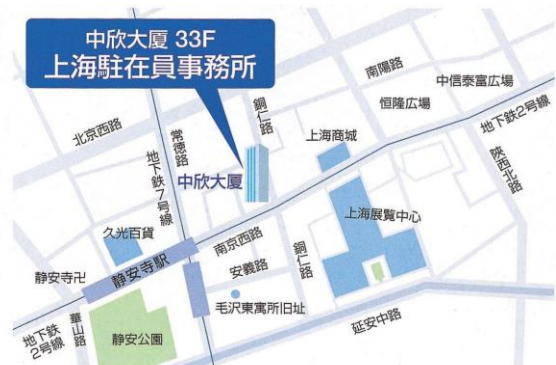 中欣大厦 33F
上海駐在員事務所
南陽路
中信泰富広場
恒隆広場
銅仁路
地下鉄2号線
北京西路
常德路
上海商城
陝西北路
地下鉄7号線
中欣大厦
上海展覧中心
久光百貨
南京西路
静安寺卍
静安寺駅
安義路
銅仁路
毛沢東寓所旧址
延安中路
地下鉄
2号線
華山路
静安公園